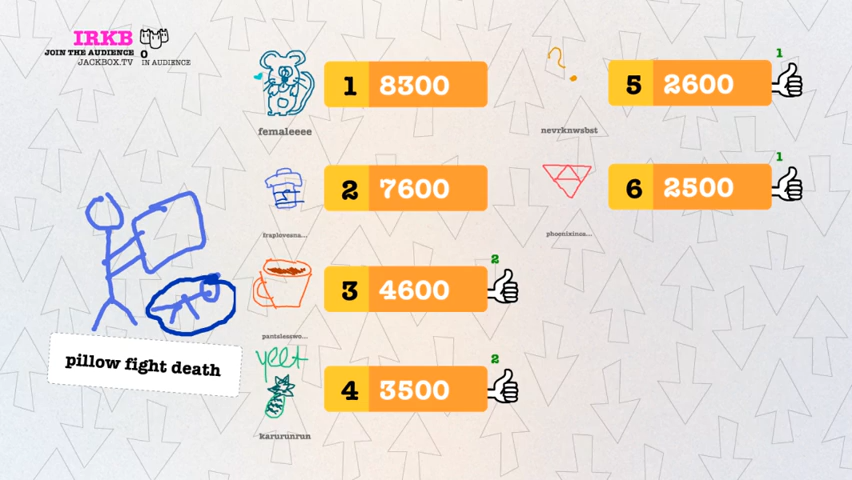 IRKB
JOIN THE AUDIENCE
JACKBOX.TV
0
IN AUDIENCE
pillow fight death
1 8300
femaleeee
2 7600
3 4600
2
yeet
4 3500
2
karurunrun
5 2600
1
?
nevrknwsbst
6 2500
1